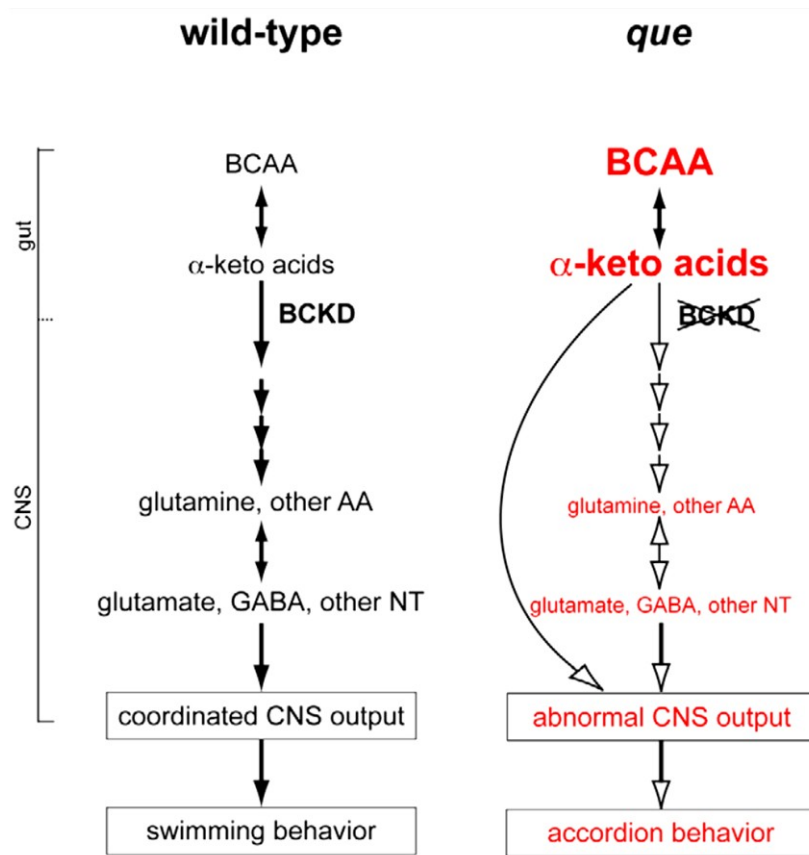 wild-type
que
gut
CNS
BCAA
α-keto acids
BCKD
glutamine, other AA
glutamate, GABA, other NT
coordinated CNS output
swimming behavior
BCAA
α-keto acids
BCKD
glutamine, other AA
glutamate, GABA, other NT
abnormal CNS output
accordion behavior